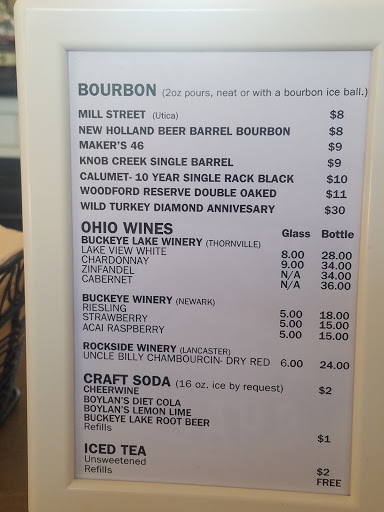 BOURBON (2oz pours, neat or with a bourbon ice ball.)
MILL STREET (Utica) $8
NEW HOLLAND BEER BARREL BOURBON $8
MAKER'S 46 $9
KNOB CREEK SINGLE BARREL $9
CALUMET- 10 YEAR SINGLE RACK BLACK $10
WOODFORD RESERVE DOUBLE OAKED $11
WILD TURKEY DIAMOND ANNIVESARY $30
OHIO WINES Glass Bottle
BUCKEYE LAKE WINERY (THORNVILLE)
LAKE VIEW WHITE 8.00 28.00
CHARDONNAY 9.00 34.00
ZINFANDEL N/A 34.00
CABERNET N/A 36.00
BUCKEYE WINERY (NEWARK)
RIESLING 5.00 18.00
STRAWBERRY 5.00 15.00
ACAI RASPBERRY 5.00 15.00
ROCKSIDE WINERY (LANCASTER)
UNCLE BILLY CHAMBOURCIN- DRY RED 6.00 24.00
CRAFT SODA (16 oz. ice by request)
CHEERWINE $2
BOYLAN'S DIET COLA
BOYLAN'S LEMON LIME
BUCKEYE LAKE ROOT BEER
Refills $1
ICED TEA
Unsweetened $2
Refills FREE